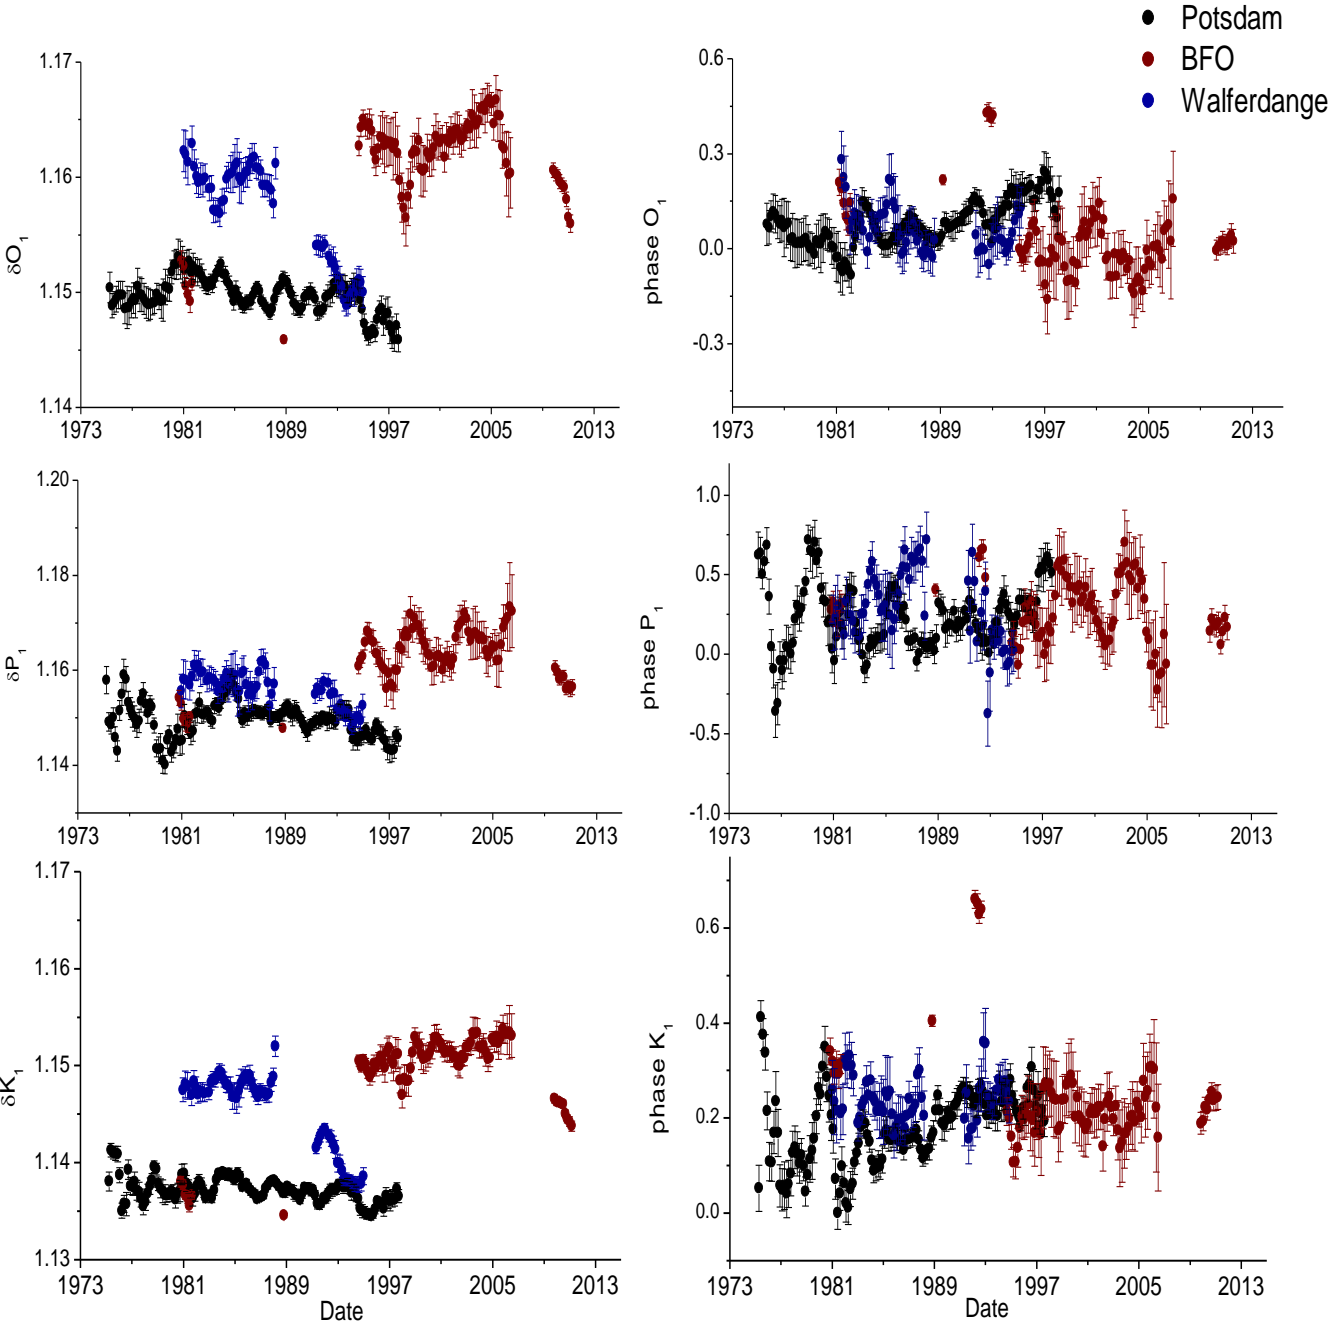 Potsdam
BFO
Walferdange
1.17
1.16
1.15
1.14
δO1
1973 1981 1989 1997 2005 2013
0.6
0.3
0.0
-0.3
phase O1
1973 1981 1989 1997 2005 2013
1.20
1.18
1.16
1.14
δP1
1973 1981 1989 1997 2005 2013
1.0
0.5
0.0
-0.5
-1.0
phase P1
1973 1981 1989 1997 2005 2013
1.17
1.16
1.15
1.14
1.13
δK1
1973 1981 1989 1997 2005 2013
Date
0.6
0.4
0.2
0.0
phase K1
1973 1981 1989 1997 2005 2013
Date